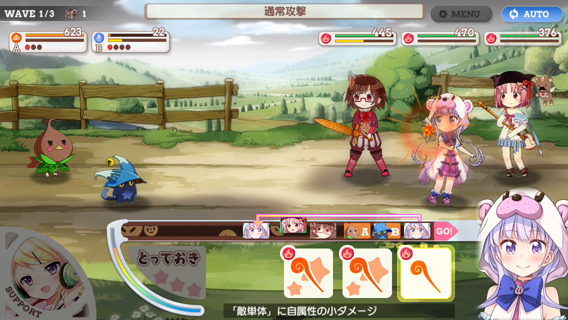 WAVE 1/3 1
通常攻撃
MENU
AUTO
623
A
22
B
445
470
376
A B GO!
とっておき
SUPPORT
「敵単体」に自属性の小ダメージ